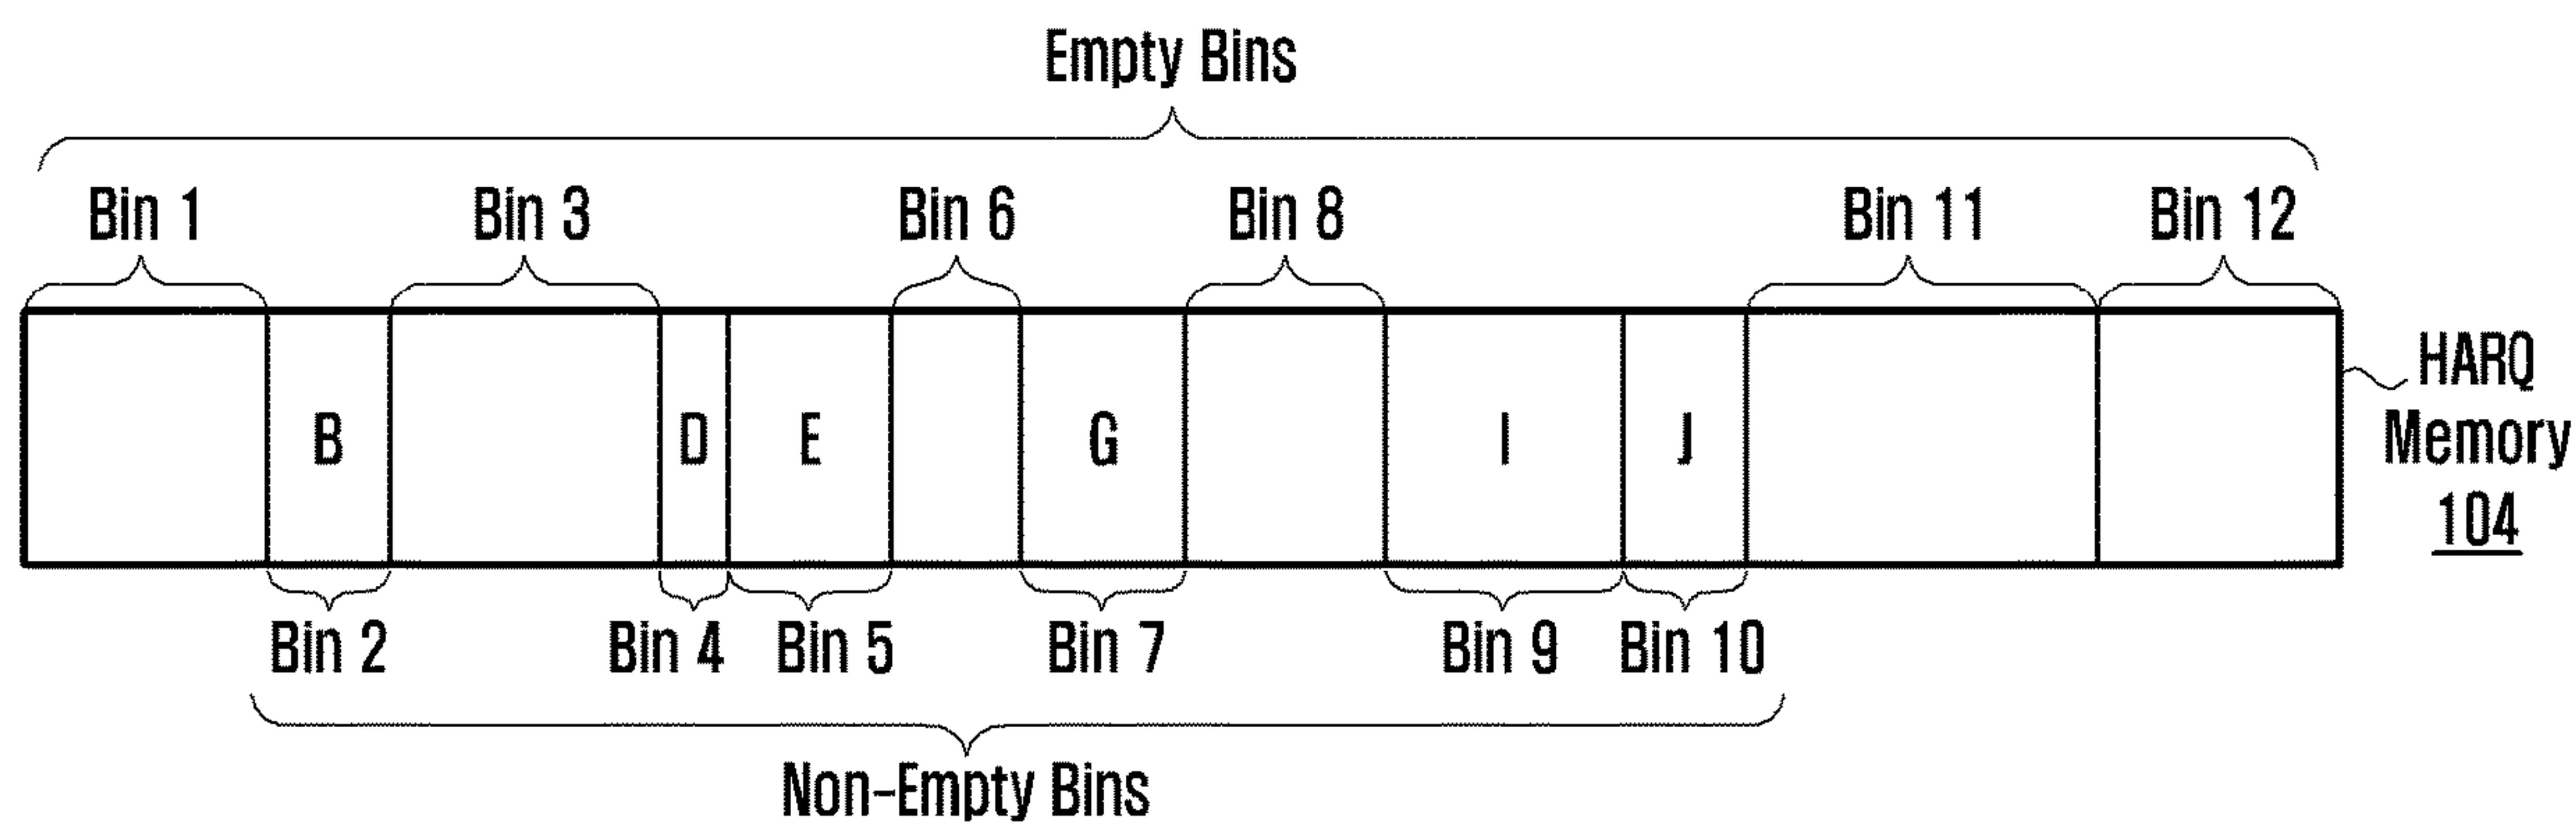 Empty Bins
Bin 1 Bin 3 Bin 6 Bin 8 Bin 11 Bin 12
B D E G I J
HARQ
Memory
104
Bin 2 Bin 4 Bin 5 Bin 7 Bin 9 Bin 10
Non-Empty Bins